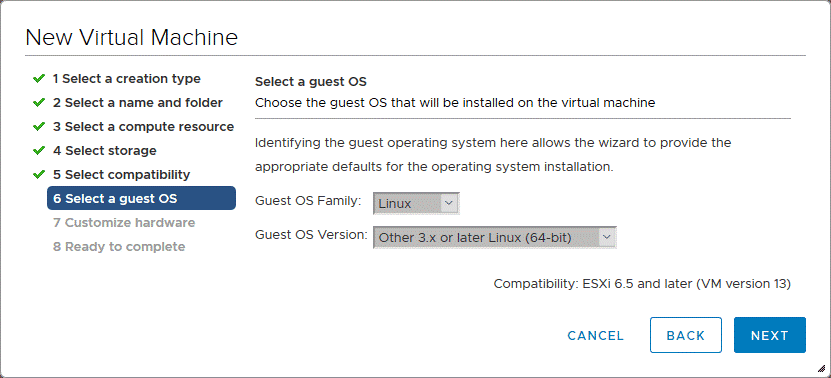 New Virtual Machine
1 Select a creation type
2 Select a name and folder
3 Select a compute resource
4 Select storage
5 Select compatibility
6 Select a guest OS
7 Customize hardware
8 Ready to complete
Select a guest OS
Choose the guest OS that will be installed on the virtual machine
Identifying the guest operating system here allows the wizard to provide the
appropriate defaults for the operating system installation.
Guest OS Family: Linux
Guest OS Version: Other 3.x or later Linux (64-bit)
Compatibility: ESXi 6.5 and later (VM version 13)
CANCEL BACK NEXT